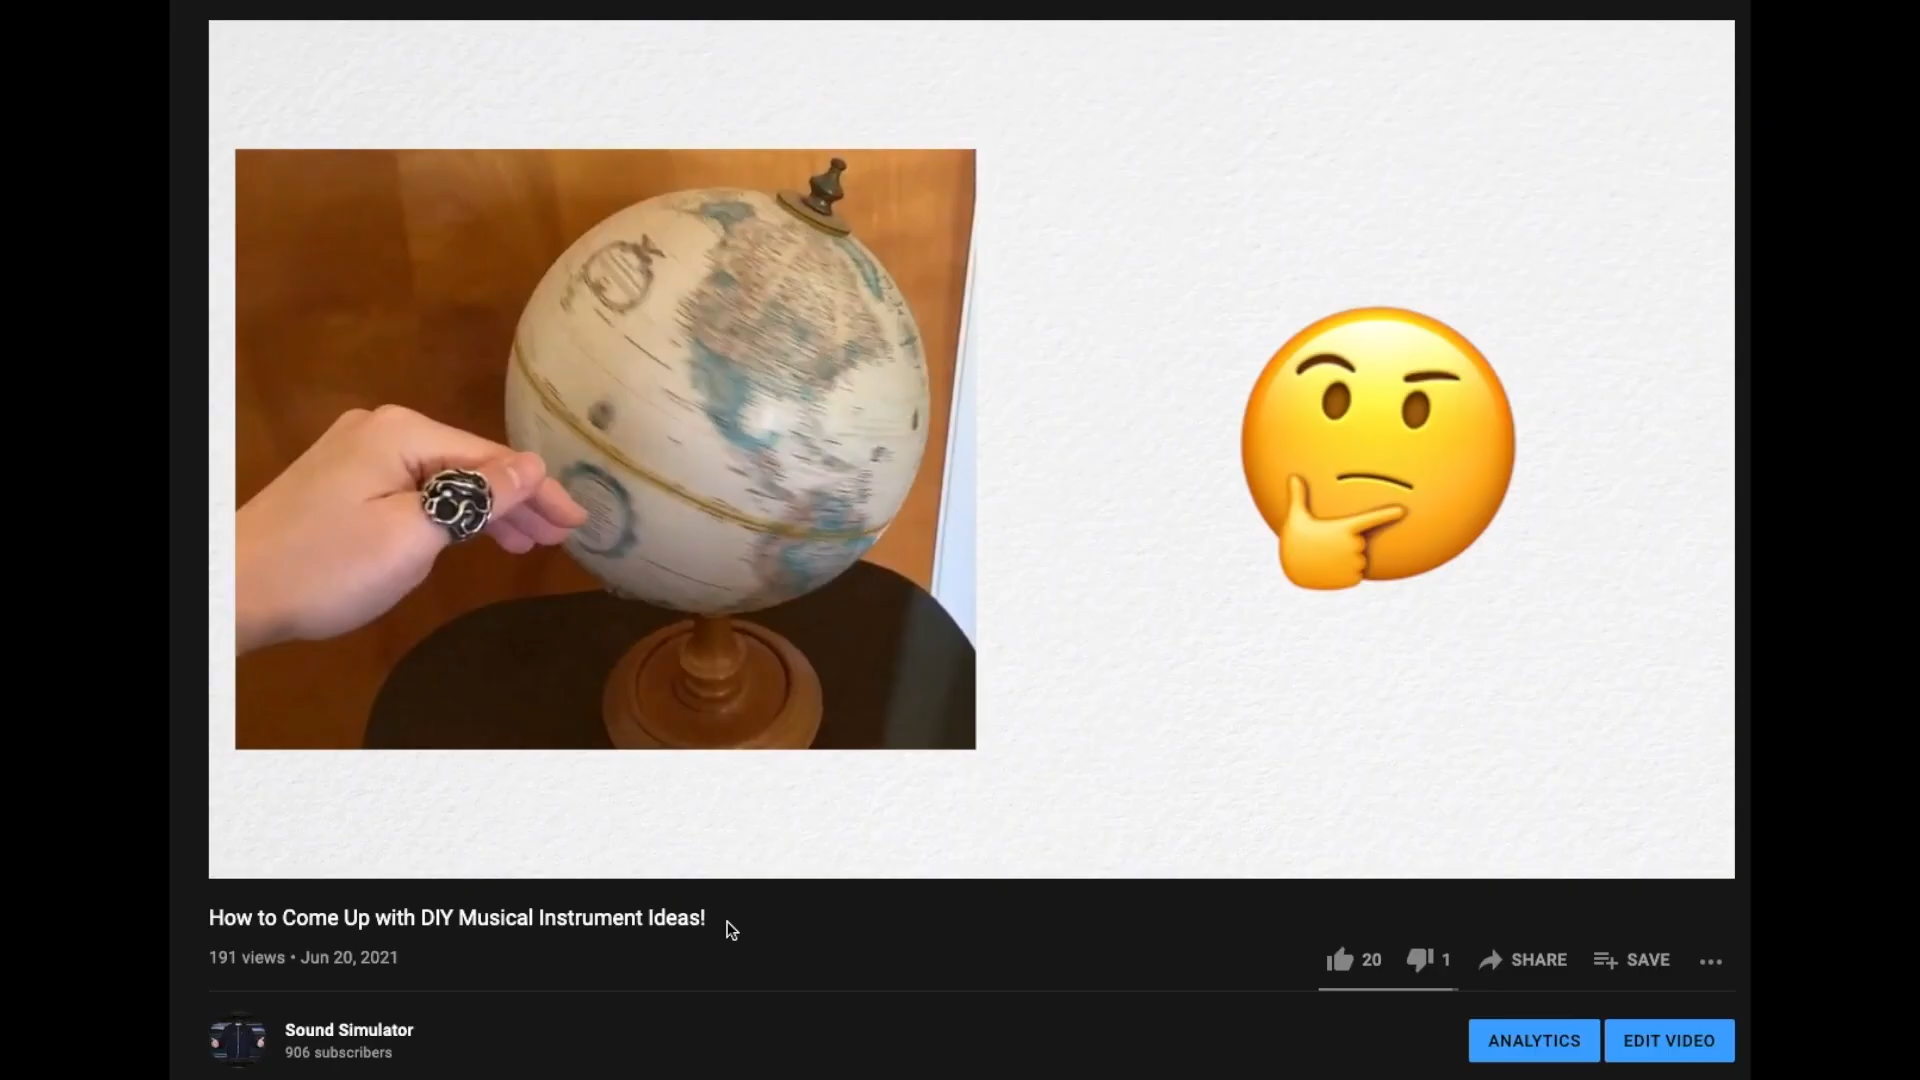 How to Come Up with DIY Musical Instrument Ideas!
191 views • Jun 20, 2021
20
1
SHARE
SAVE
Sound Simulator
906 subscribers
ANALYTICS
EDIT VIDEO